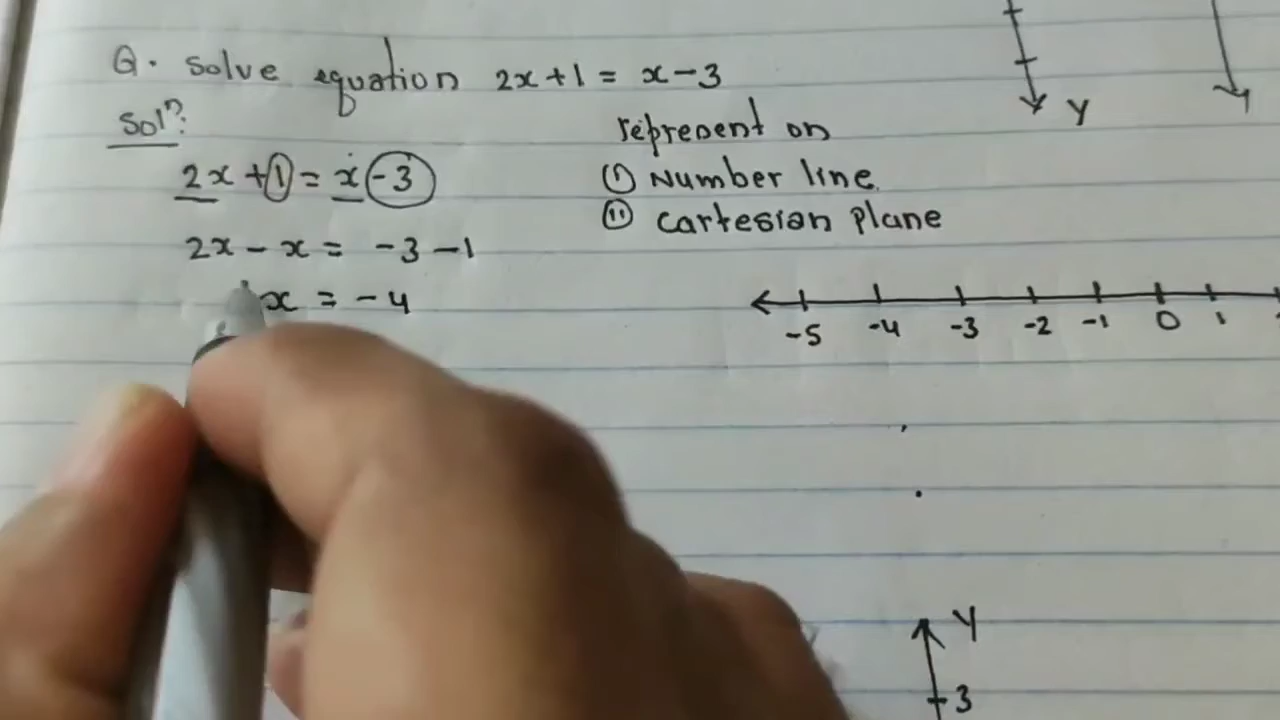 Q. Solve equation 2x+1 = x-3
Solⁿ:
represent on
2x +1 = x -3
(i) Number line
(ii) Cartesian plane
2x - x = -3 -1
x = -4
-5 -4 -3 -2 -1 0 1
Y
Y
3